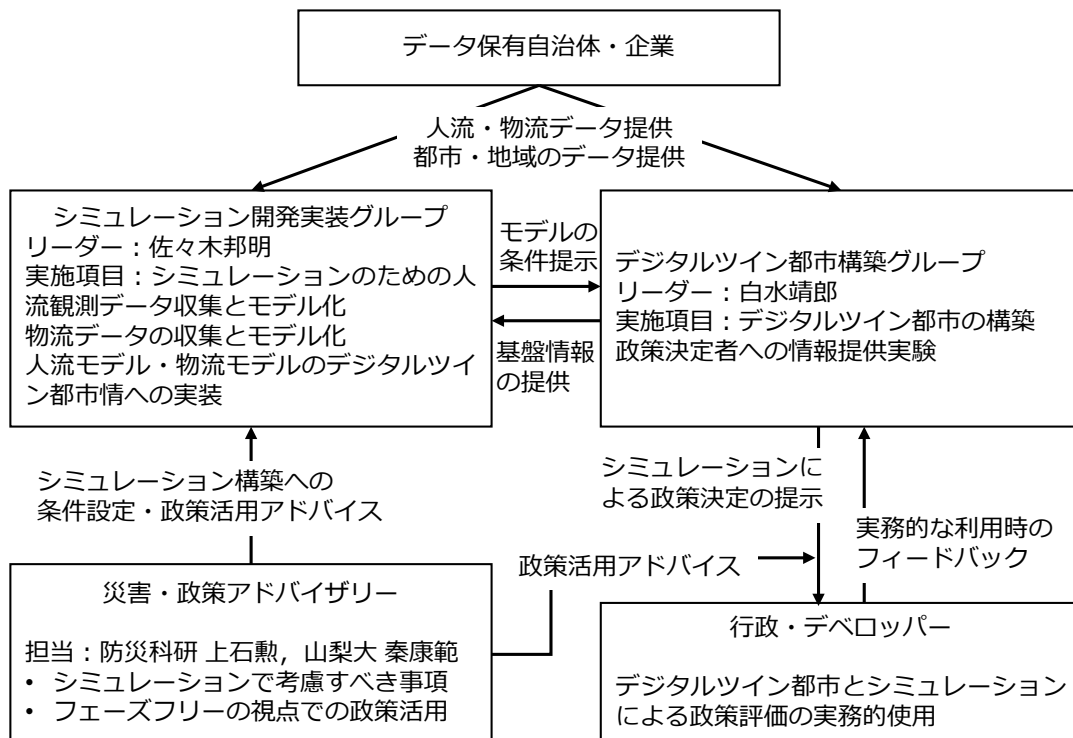 データ保有自治体・企業
人流・物流データ提供
都市・地域のデータ提供
シミュレーション開発実装グループ
リーダー：佐々木邦明
実施項目：シミュレーションのための人
流観測データ収集とモデル化
物流データの収集とモデル化
人流モデル・物流モデルのデジタルツイ
ン都市情への実装
モデルの
条件提示
基盤情報
の提供
デジタルツイン都市構築グループ
リーダー：白水靖郎
実施項目：デジタルツイン都市の構築
政策決定者への情報提供実験
シミュレーション構築への
条件設定・政策活用アドバイス
シミュレーションに
よる政策決定の提示
実務的な利用時の
フィードバック
政策活用アドバイス
災害・政策アドバイザリー
担当：防災科研 上石勲，山梨大 秦康範
• シミュレーションで考慮すべき事項
• フェーズフリーの視点での政策活用
行政・デベロッパー
デジタルツイン都市とシミュレーション
による政策評価の実務的使用